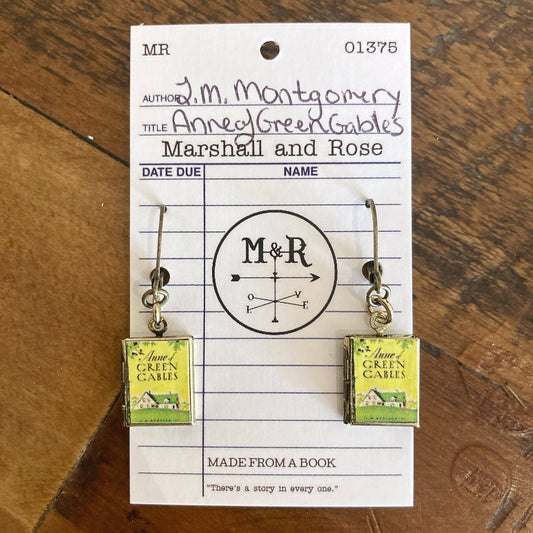 MR 01375
AUTHOR L.M. Montgomery
TITLE Anne of Green Gables
Marshall and Rose
DATE DUE NAME
M&R
L O V E
Anne of
GREEN
GABLES
Anne of
GREEN
GABLES
MADE FROM A BOOK
"There's a story in every one."